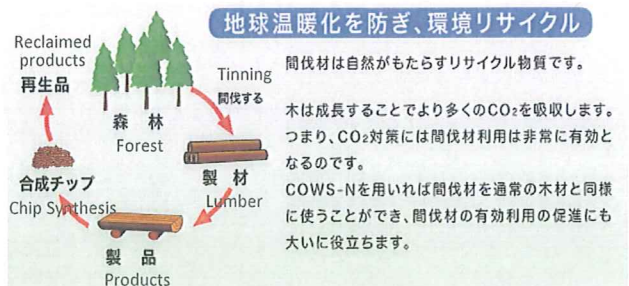 地球温暖化を防ぎ、環境リサイクル
Reclaimed
products
再生品
Tinning
間伐する
森 林
Forest
製 材
Lumber
合成チップ
Chip Synthesis
製 品
Products
間伐材は自然がもたらすリサイクル物質です。
木は成長することでより多くのCO₂を吸収します。
つまり、CO₂対策には間伐材利用は非常に有効と
なるのです。
COWS-Nを用いれば間伐材を通常の木材と同様
に使うことができ、間伐材の有効利用の促進にも
大いに役立ちます。